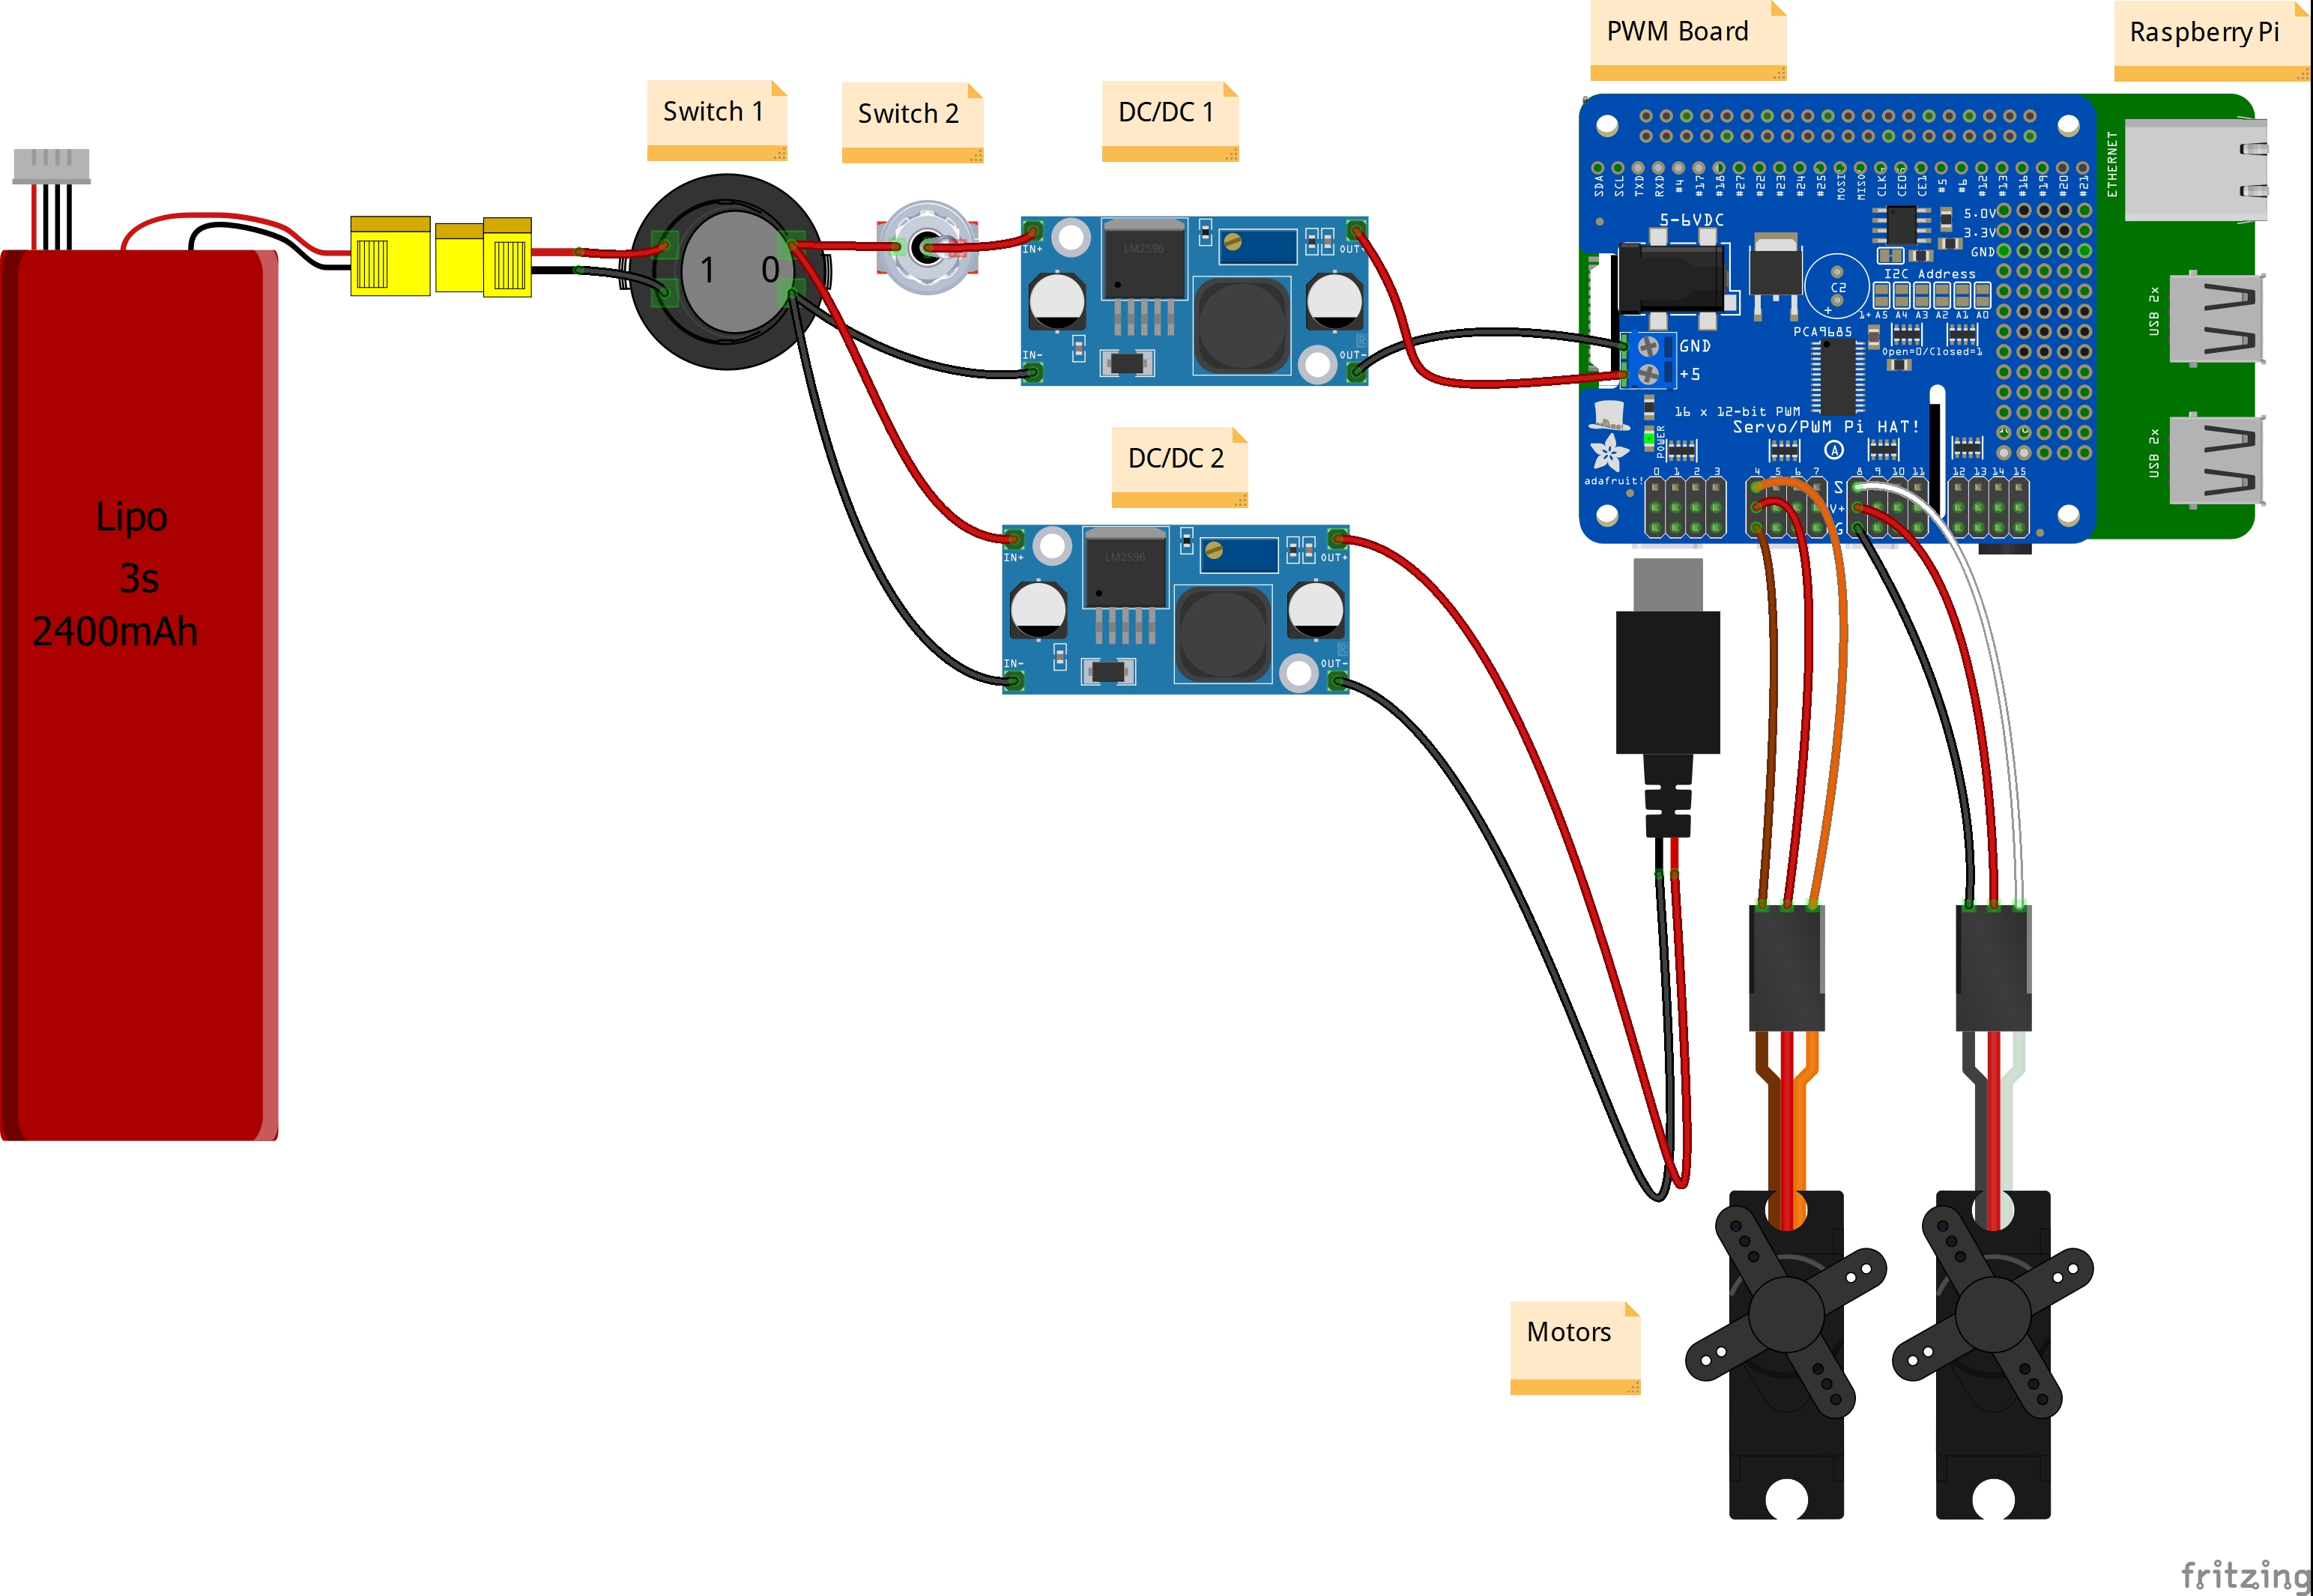 PWM Board
Raspberry Pi
Switch 1
Switch 2
DC/DC 1
SDA SCL TXD RXD #4 #17 #18 #27 #22 #23 #24 #25 MOSI MISO CLK CE0 CE1 #5 #6 #12 #13 #16 #19 #20 #21
ETHERNET
5-6VDC
5.0V
3.3V
GND
I2C Address
C2
+
1+ A5 A4 A3 A2 A1 A0
PCA9685
Open=0/Closed=1
USB 2x
USB 2x
1 0
IN+
LM2596
OUT+
IN-
OUT-
GND
+5
16 x 12-bit PWM
Servo/PWM Pi HAT!
POWER
A
adafruit!
0 1 2 3 4 5 6 7 8 9 10 11 12 13 14 15
S
V+
G
DC/DC 2
IN+
LM2596
OUT+
IN-
OUT-
Lipo
3s
2400mAh
Motors
fritzing